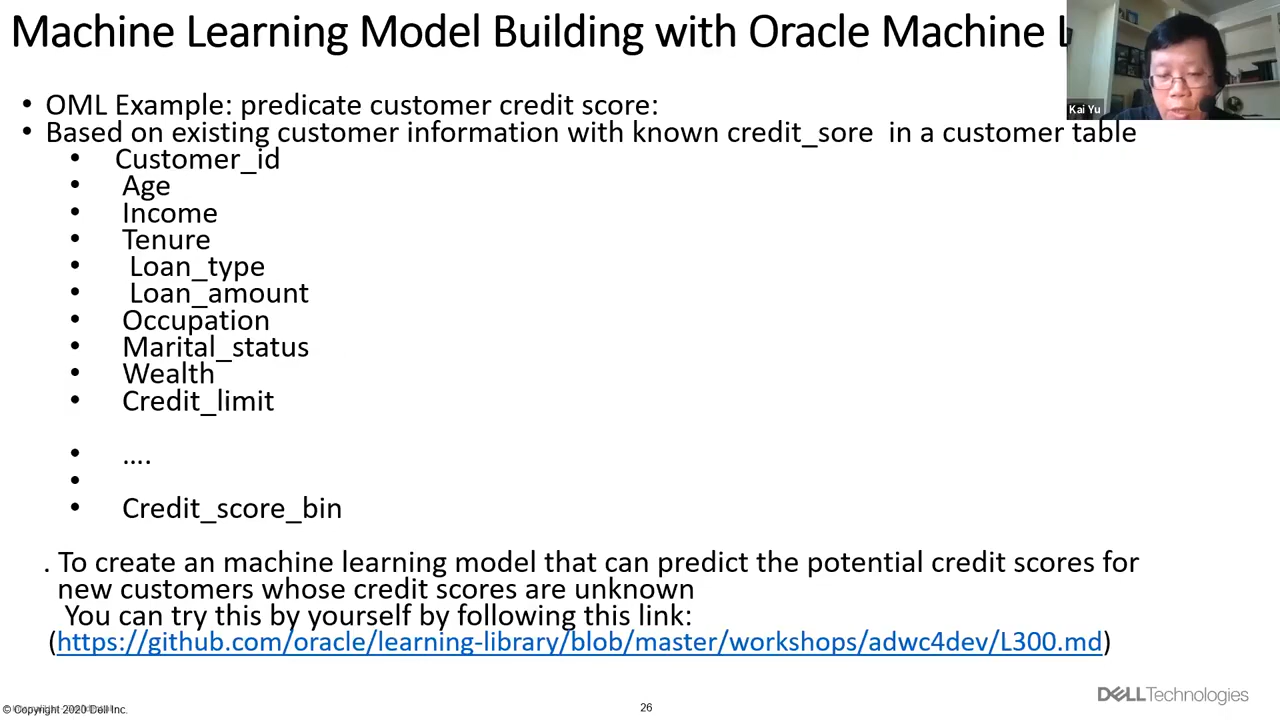 Machine Learning Model Building with Oracle Machine L
Kai Yu
• OML Example: predicate customer credit score:
• Based on existing customer information with known credit_sore in a customer table
• Customer_id
• Age
• Income
• Tenure
• Loan_type
• Loan_amount
• Occupation
• Marital_status
• Wealth
• Credit_limit
• ....
•
• Credit_score_bin
. To create an machine learning model that can predict the potential credit scores for
new customers whose credit scores are unknown
You can try this by yourself by following this link:
(https://github.com/oracle/learning-library/blob/master/workshops/adwc4dev/L300.md)
© Copyright 2020 Dell Inc.
26
DELLTechnologies